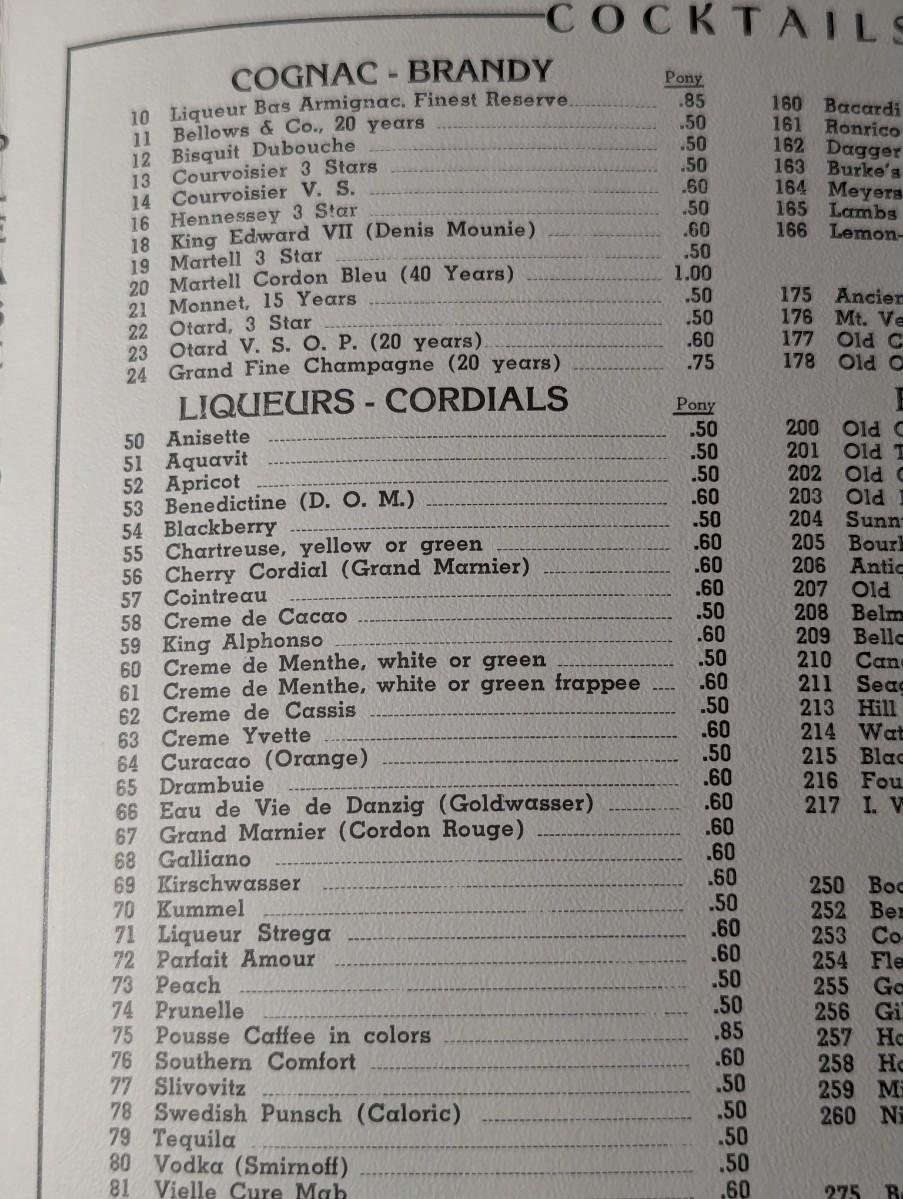 COCKTAILS
COGNAC - BRANDY Pony
10 Liqueur Bas Armignac. Finest Reserve .85
11 Bellows & Co., 20 years .50
12 Bisquit Dubouche .50
13 Courvoisier 3 Stars .50
14 Courvoisier V. S. .60
16 Hennessey 3 Star .50
18 King Edward VII (Denis Mounie) .60
19 Martell 3 Star .50
20 Martell Cordon Bleu (40 Years) 1.00
21 Monnet, 15 Years .50
22 Otard, 3 Star .50
23 Otard V. S. O. P. (20 years) .60
24 Grand Fine Champagne (20 years) .75
LIQUEURS - CORDIALS Pony
50 Anisette .50
51 Aquavit .50
52 Apricot .50
53 Benedictine (D. O. M.) .60
54 Blackberry .50
55 Chartreuse, yellow or green .60
56 Cherry Cordial (Grand Marnier) .60
57 Cointreau .60
58 Creme de Cacao .50
59 King Alphonso .60
60 Creme de Menthe, white or green .50
61 Creme de Menthe, white or green frappee .60
62 Creme de Cassis .50
63 Creme Yvette .60
64 Curacao (Orange) .50
65 Drambuie .60
66 Eau de Vie de Danzig (Goldwasser) .60
67 Grand Marnier (Cordon Rouge) .60
68 Galliano .60
69 Kirschwasser .60
70 Kummel .50
71 Liqueur Strega .60
72 Parfait Amour .60
73 Peach .50
74 Prunelle .50
75 Pousse Caffee in colors .85
76 Southern Comfort .60
77 Slivovitz .50
78 Swedish Punsch (Caloric) .50
79 Tequila .50
80 Vodka (Smirnoff) .50
81 Vielle Cure Mab .60
160 Bacardi
161 Ronrico
162 Dagger
163 Burke's
164 Meyers
165 Lambs
166 Lemon-
175 Ancien
176 Mt. Ve
177 Old C
178 Old O
200 Old
201 Old
202 Old
203 Old
204 Sunn
205 Bour
206 Antiq
207 Old
208 Belm
209 Bello
210 Can
211 Seag
213 Hill
214 Wat
215 Blac
216 Fou
217 I. W
250 Boo
252 Ber
253 Co
254 Fle
255 Go
256 Gi
257 Ho
258 Ho
259 Mi
260 Ni
275 B